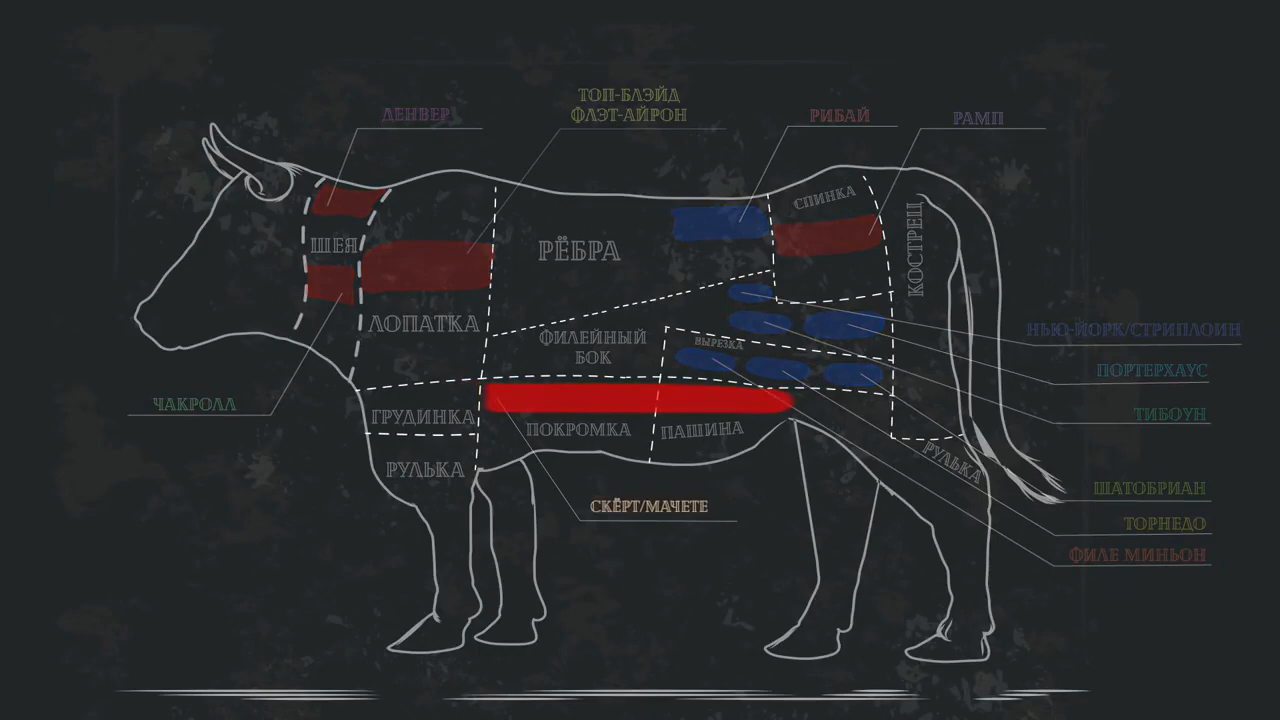 ДЕНВЕР
ТОП-БЛЭЙД
ФЛЭТ-АЙРОН
РИБАЙ
РАМП
СПИНКА
ШЕЯ
РЁБРА
КОСТРЕЦ
ЛОПАТКА
ФИЛЕЙНЫЙ
БОК
ВЫРЕЗКА
НЬЮ-ЙОРК/СТРИПЛОИН
ПОРТЕРХАУС
ЧАКРОЛЛ
ГРУДИНКА
ПОКРОМКА
ПАШИНА
ТИБОУН
РУЛЬКА
РУЛЬКА
СКЁРТ/МАЧЕТЕ
ШАТОБРИАН
ТОРНЕДО
ФИЛЕ МИНЬОН